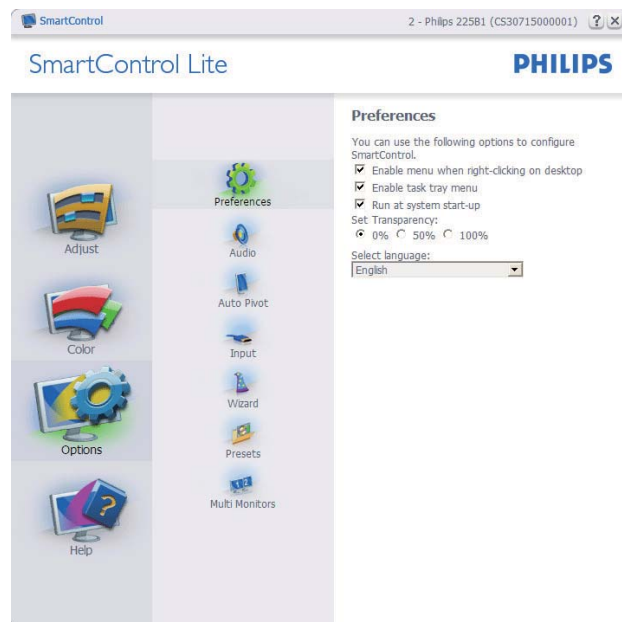 SmartControl
2 - Philips 225B1 (CS30715000001)
?
SmartControl Lite
PHILIPS
Adjust
Color
Options
?
Help
Preferences
Audio
Auto Pivot
Input
Wizard
Presets
1 2
Multi Monitors
Preferences
You can use the following options to configure
SmartControl.
Enable menu when right-clicking on desktop
Enable task tray menu
Run at system start-up
Set Transparency:
0% 50% 100%
Select language:
English